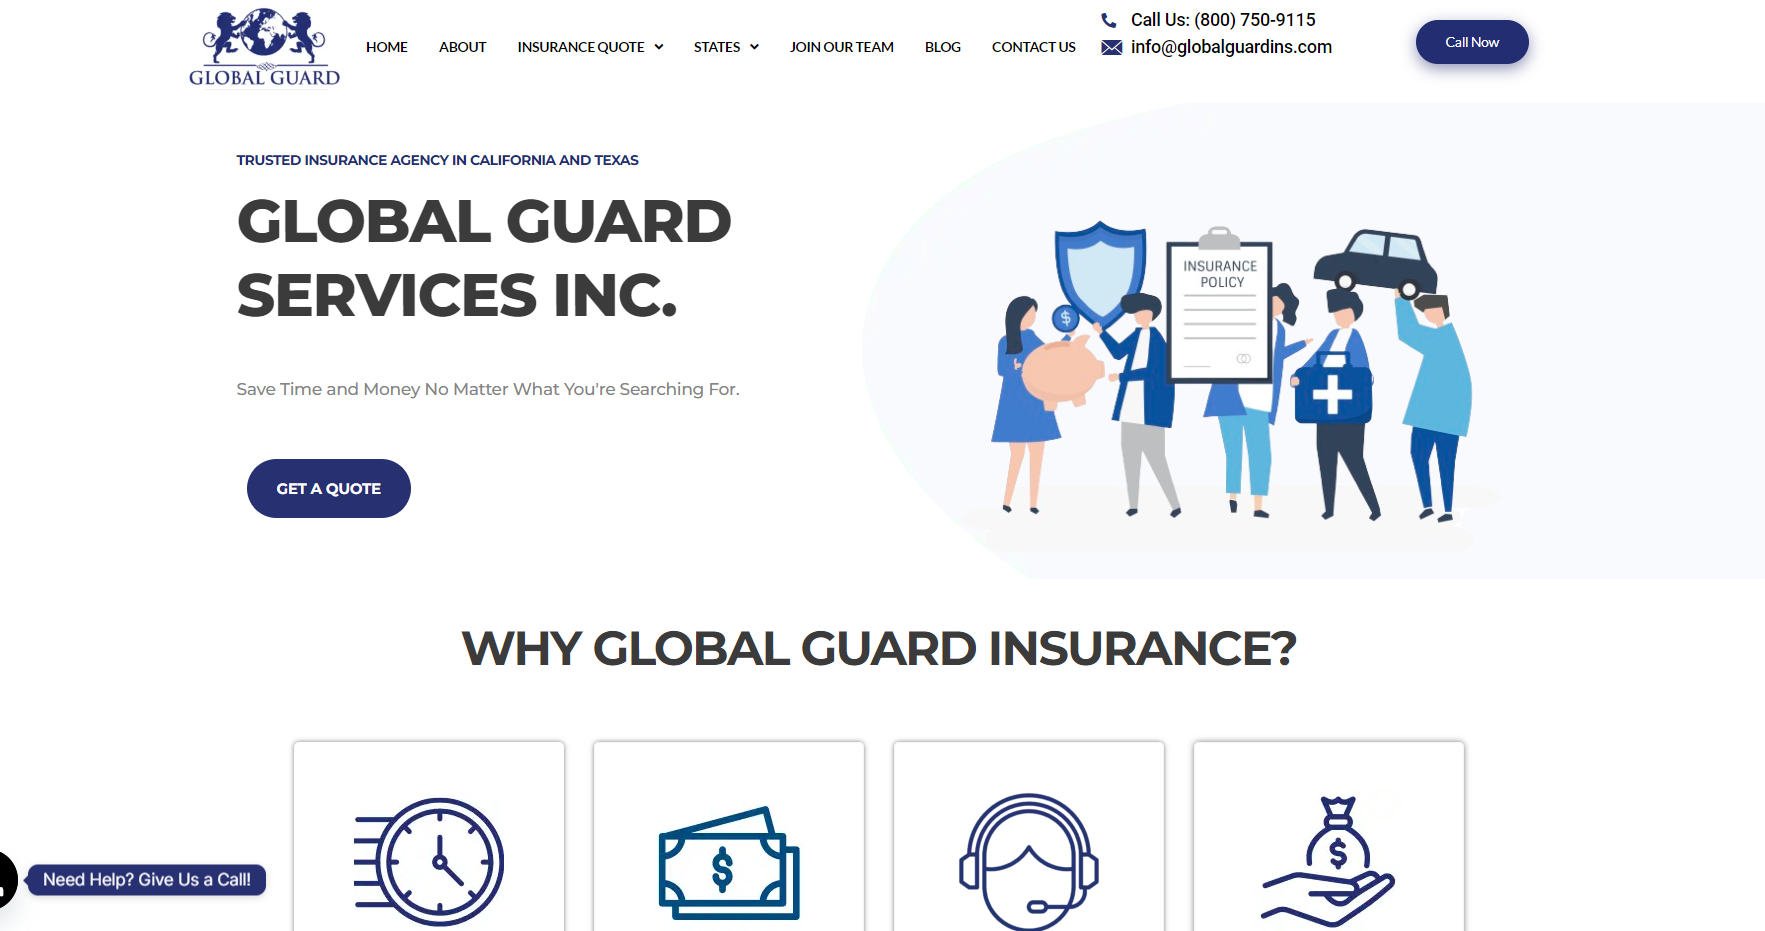 GLOBAL GUARD
HOME
ABOUT
INSURANCE QUOTE
STATES
JOIN OUR TEAM
BLOG
CONTACT US
Call Us: (800) 750-9115
info@globalguardins.com
Call Now
TRUSTED INSURANCE AGENCY IN CALIFORNIA AND TEXAS
GLOBAL GUARD
SERVICES INC.
Save Time and Money No Matter What You're Searching For.
GET A QUOTE
$
INSURANCE
POLICY
WHY GLOBAL GUARD INSURANCE?
$
$
Need Help? Give Us a Call!